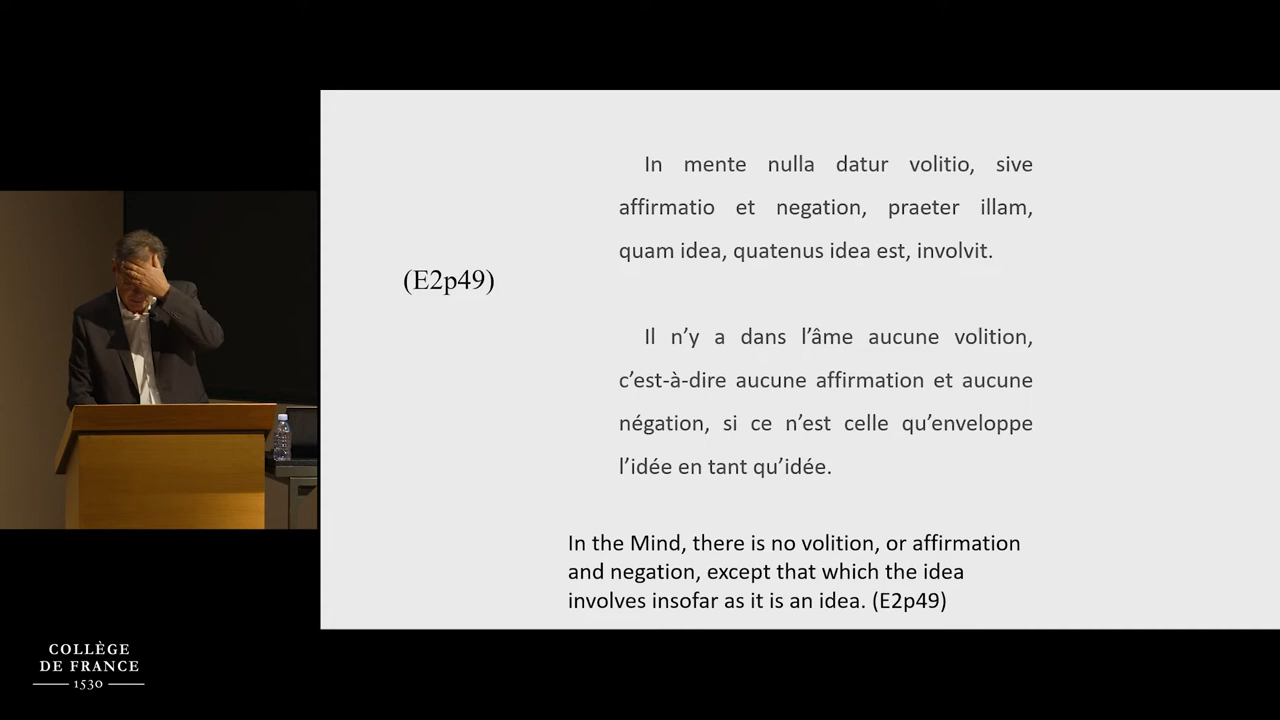 In mente nulla datur volitio, sive
affirmatio et negation, praeter illam,
quam idea, quatenus idea est, involvit.
(E2p49)
Il n’y a dans l’âme aucune volition,
c’est-à-dire aucune affirmation et aucune
négation, si ce n’est celle qu’enveloppe
l’idée en tant qu’idée.
In the Mind, there is no volition, or affirmation
and negation, except that which the idea
involves insofar as it is an idea. (E2p49)
COLLÈGE
DE FRANCE
1530